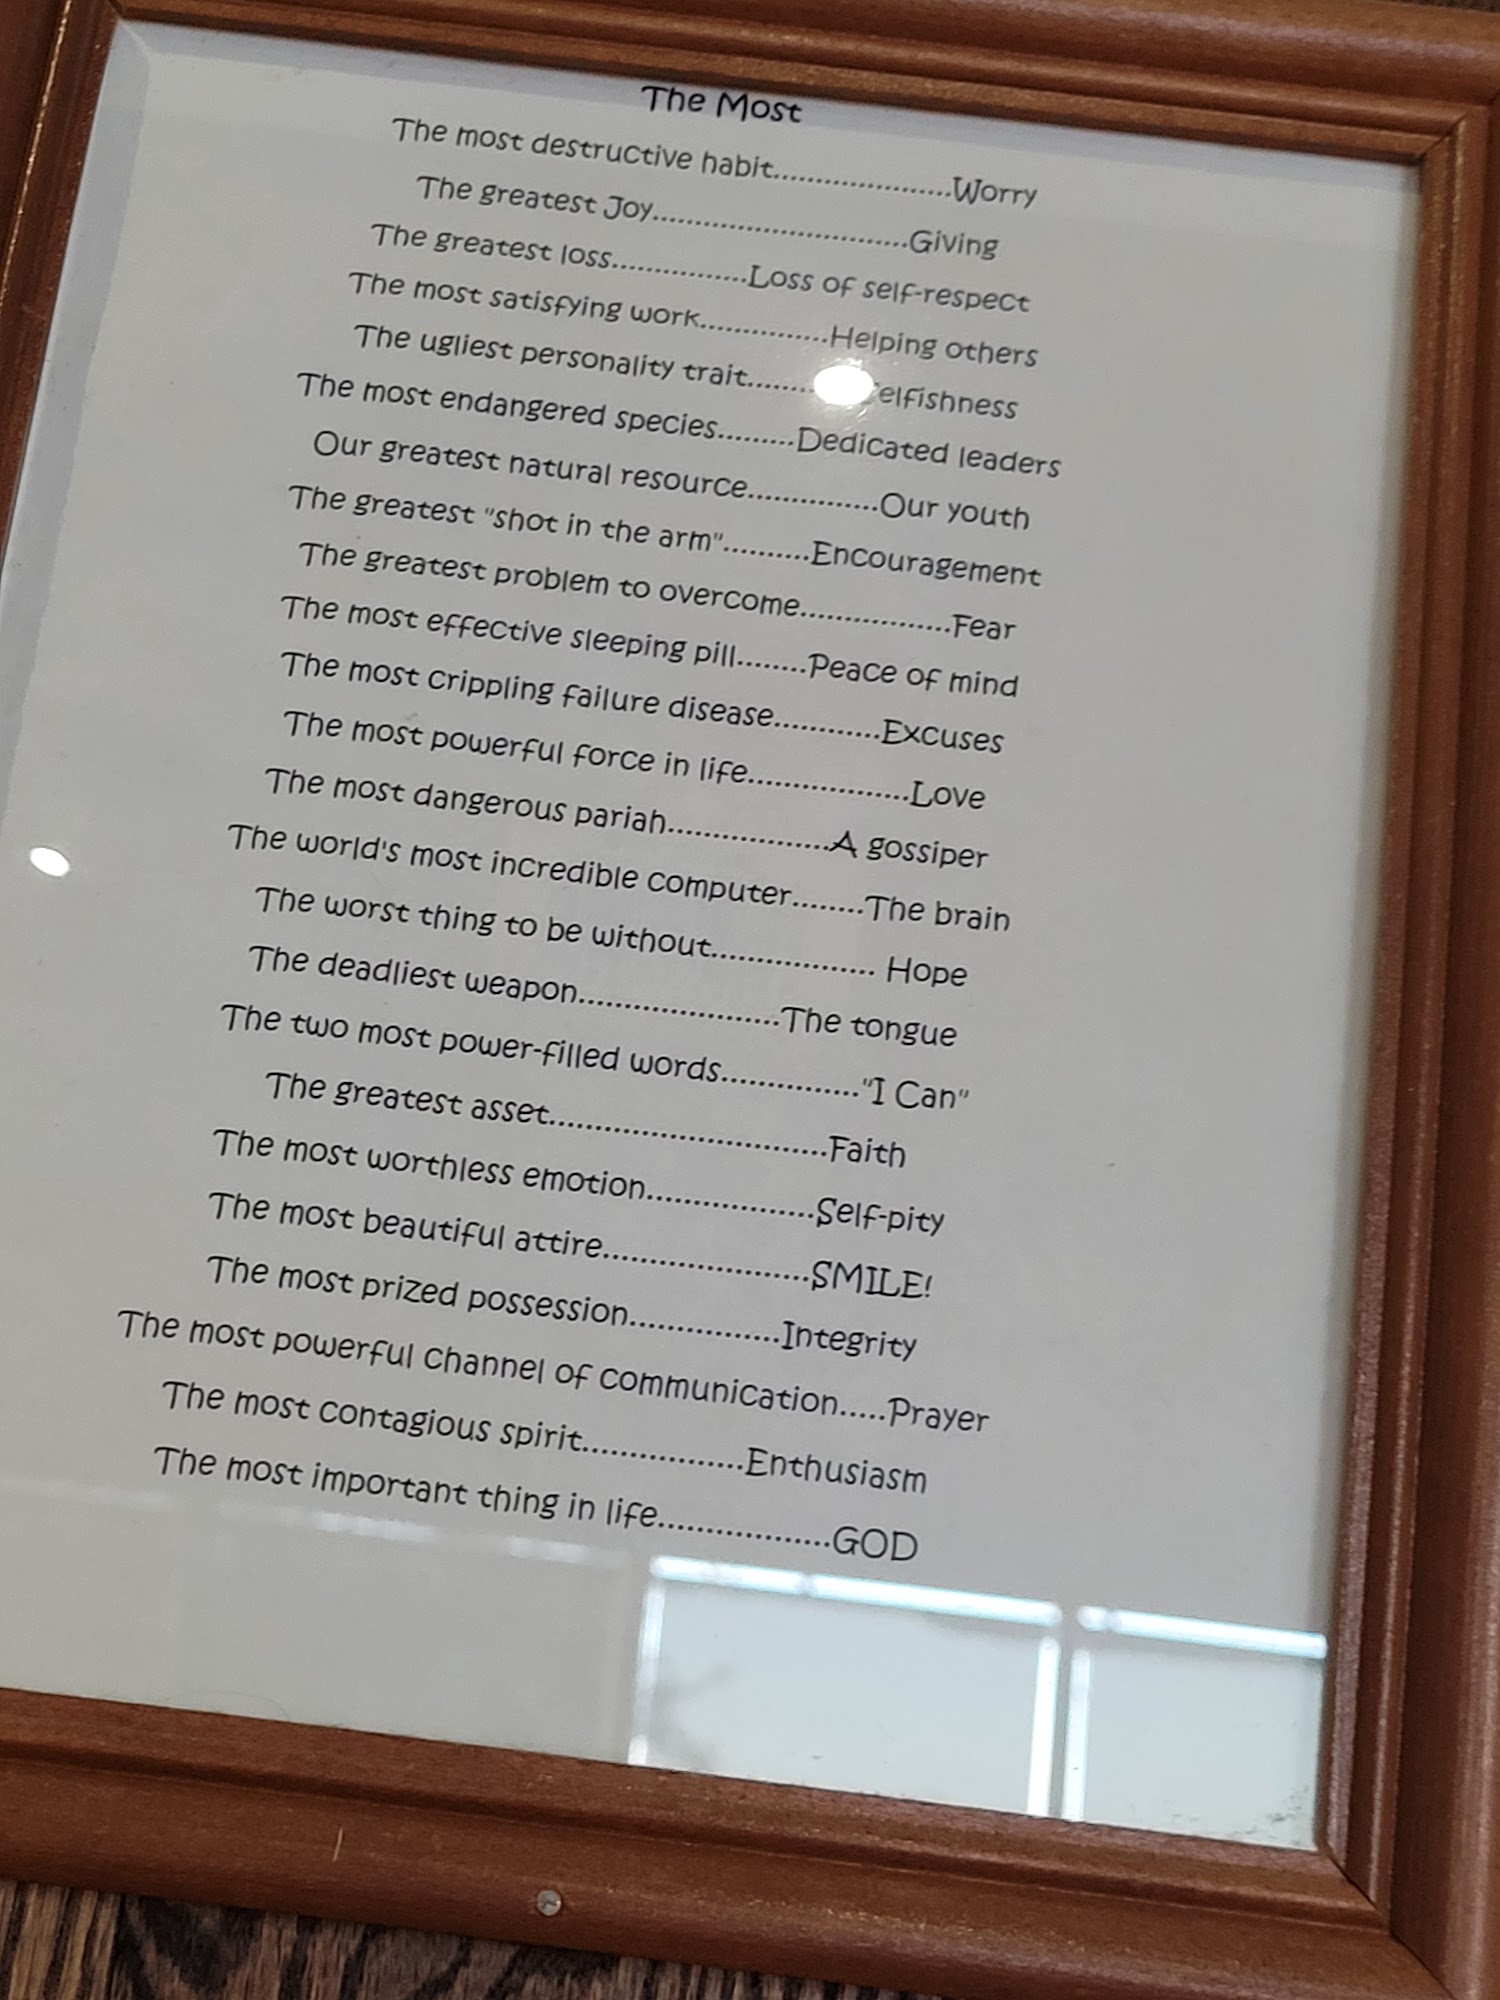 The Most
The most destructive habit.....................Worry
The greatest Joy................................Giving
The greatest loss.................Loss of self-respect
The most satisfying work...............Helping others
The ugliest personality trait........Selfishness
The most endangered species.........Dedicated leaders
Our greatest natural resource...............Our youth
The greatest "shot in the arm"..........Encouragement
The greatest problem to overcome.................Fear
The most effective sleeping pill........Peace of mind
The most crippling failure disease............Excuses
The most powerful force in life..................Love
The most dangerous pariah.................A gossiper
The world's most incredible computer........The brain
The worst thing to be without.................. Hope
The deadliest weapon......................The tongue
The two most power-filled words..............."I Can"
The greatest asset..............................Faith
The most worthless emotion..................Self-pity
The most beautiful attire.......................SMILE!
The most prized possession................Integrity
The most powerful channel of communication.....Prayer
The most contagious spirit.................Enthusiasm
The most important thing in life..................GOD